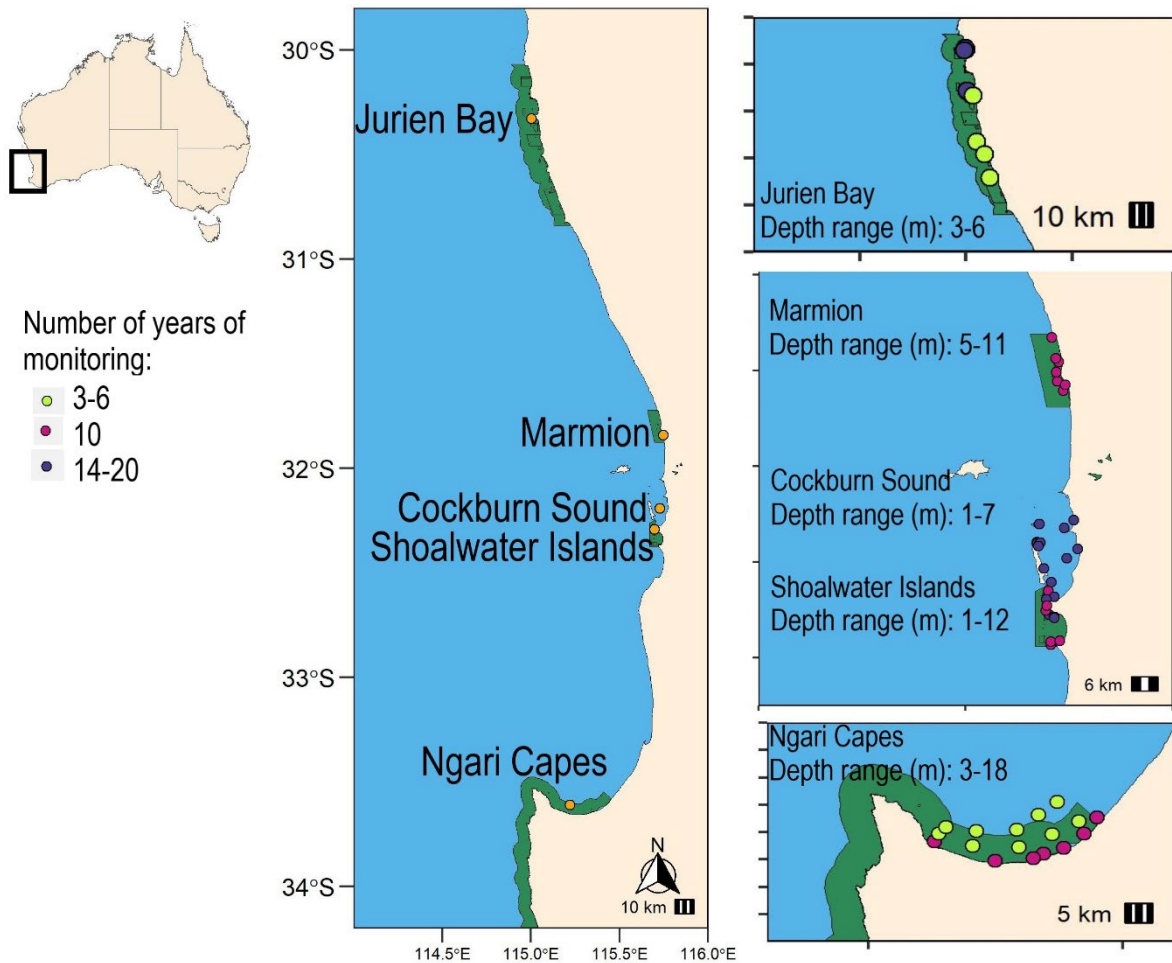 Number of years of
monitoring:
3-6
10
14-20
30°S
31°S
32°S
33°S
34°S
Jurien Bay
Marmion
Cockburn Sound
Shoalwater Islands
Ngari Capes
N
10 km
114.5°E
115.0°E
115.5°E
116.0°E
Jurien Bay
Depth range (m): 3-6
10 km
Marmion
Depth range (m): 5-11
Cockburn Sound
Depth range (m): 1-7
Shoalwater Islands
Depth range (m): 1-12
6 km
Ngari Capes
Depth range (m): 3-18
5 km